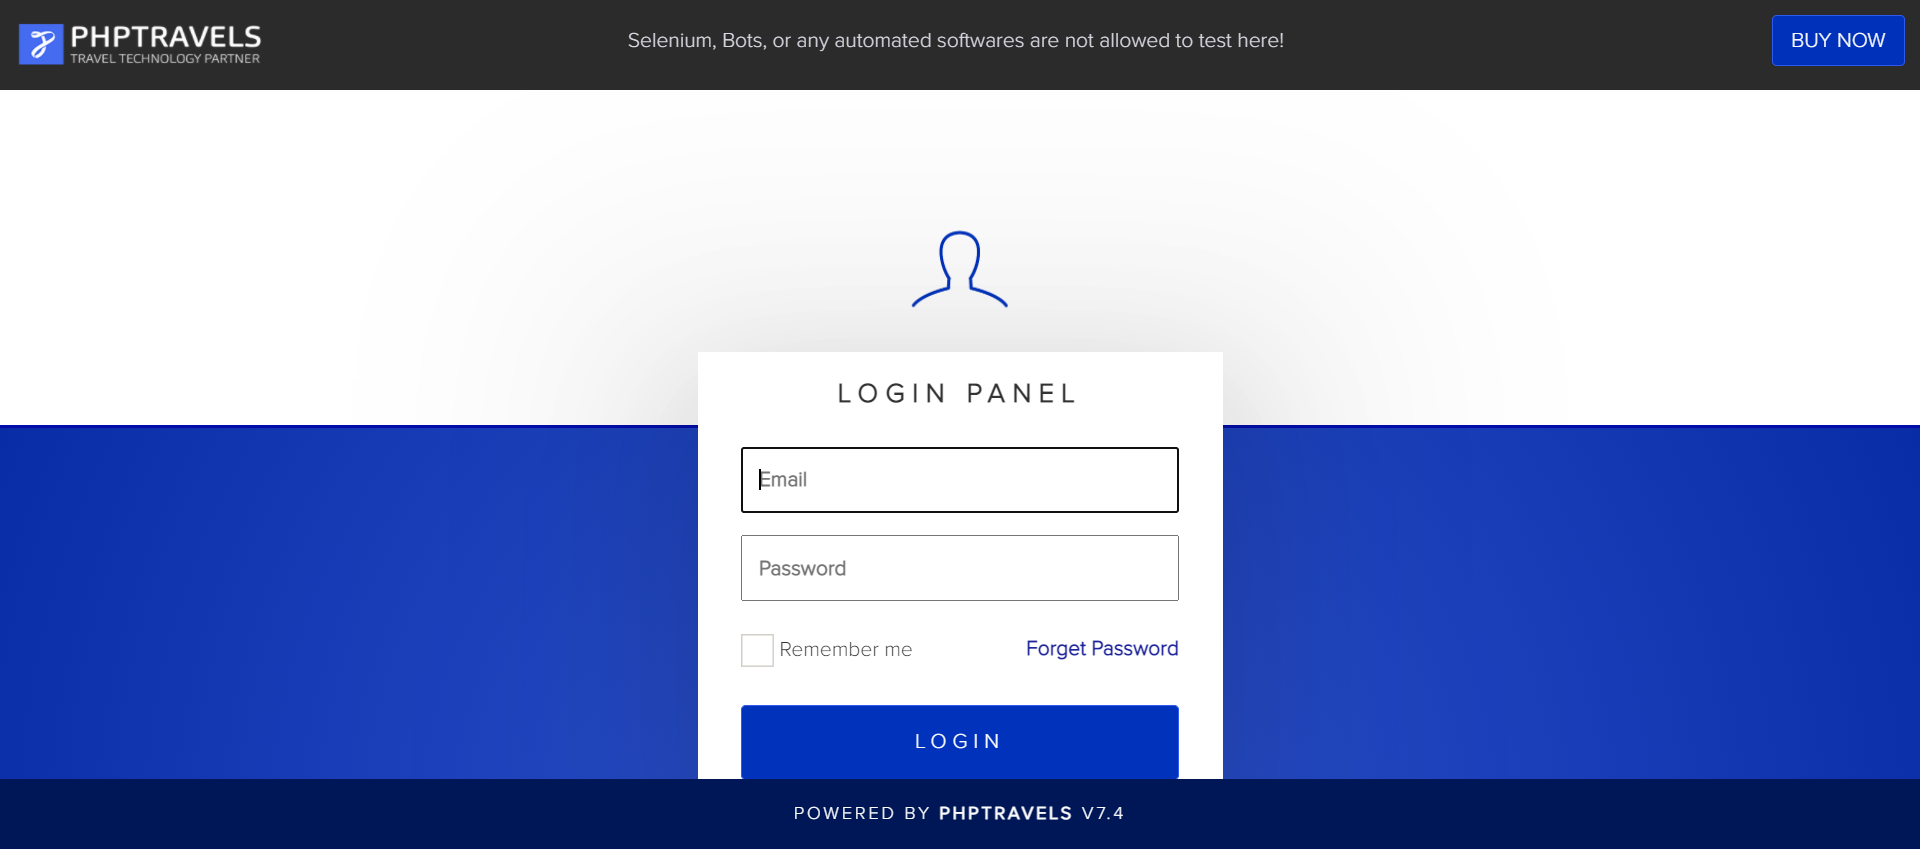 PHPTRAVELS
TRAVEL TECHNOLOGY PARTNER
Selenium, Bots, or any automated softwares are not allowed to test here!
BUY NOW
LOGIN PANEL
Email
Password
Remember me
Forget Password
LOGIN
POWERED BY PHPTRAVELS V7.4